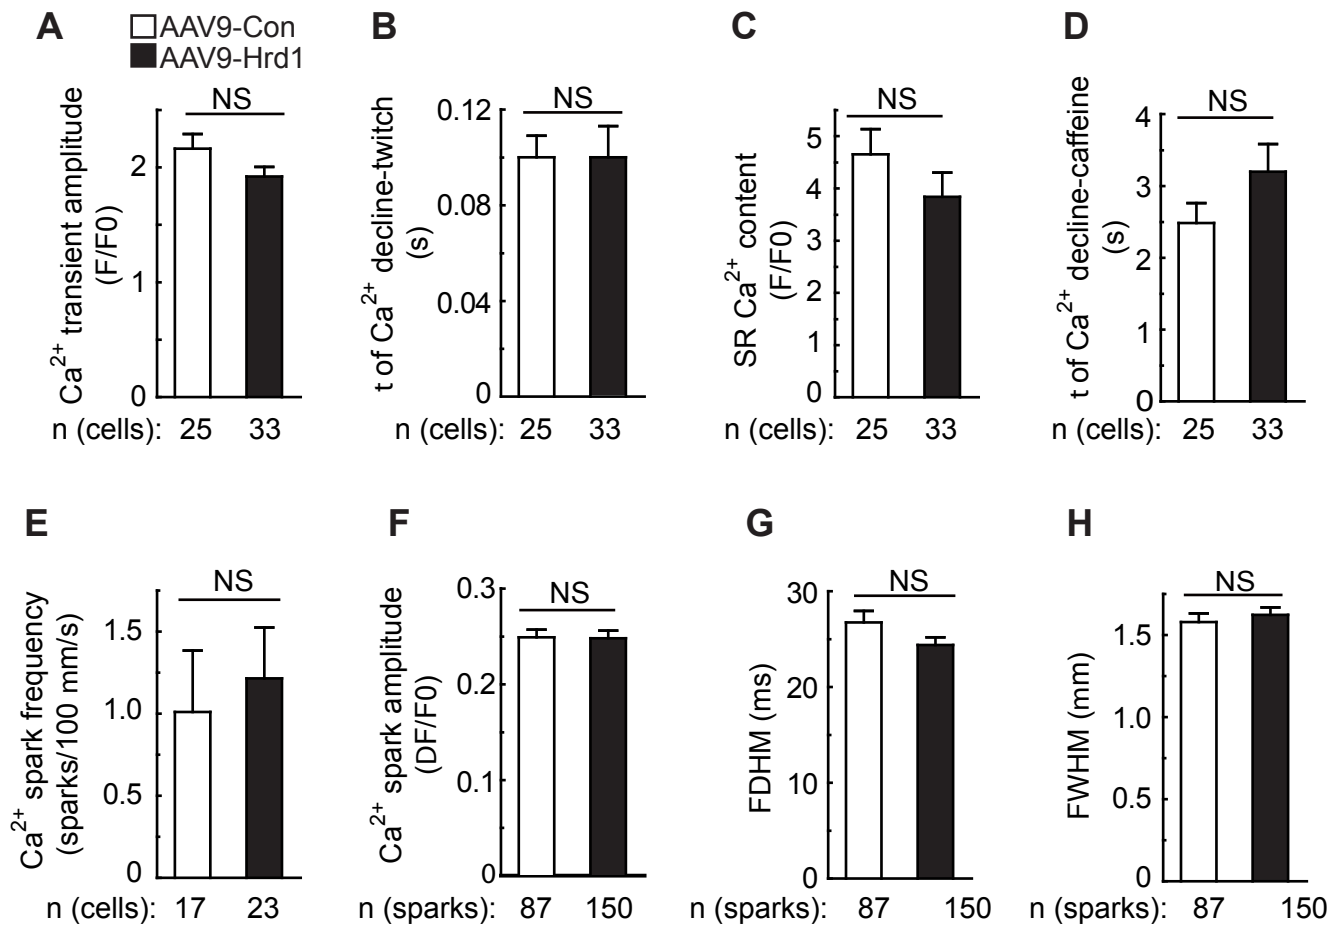 A
AAV9-Con
AAV9-Hrd1
Ca2+ transient amplitude
(F/F0)
2
1
0
NS
n (cells): 25 33
B
t of Ca2+ decline-twitch
(s)
0.12
0.08
0.04
0
NS
n (cells): 25 33
C
SR Ca2+ content
(F/F0)
5
4
3
4
5
1
0
NS
n (cells): 25 33
D
t of Ca2+ decline-caffeine
(s)
4
3
2
1
0
NS
n (cells): 25 33
E
Ca2+ spark frequency
(sparks/100 mm/s)
1.5
1.0
0.5
0
NS
n (cells): 17 23
F
Ca2+ spark amplitude
(DF/F0)
0.3
0.2
0.1
0
NS
n (sparks): 87 150
G
FDHM (ms)
30
20
10
0
NS
n (sparks): 87 150
H
FWHM (mm)
1.5
1.0
0.5
0
NS
n (sparks): 87 150